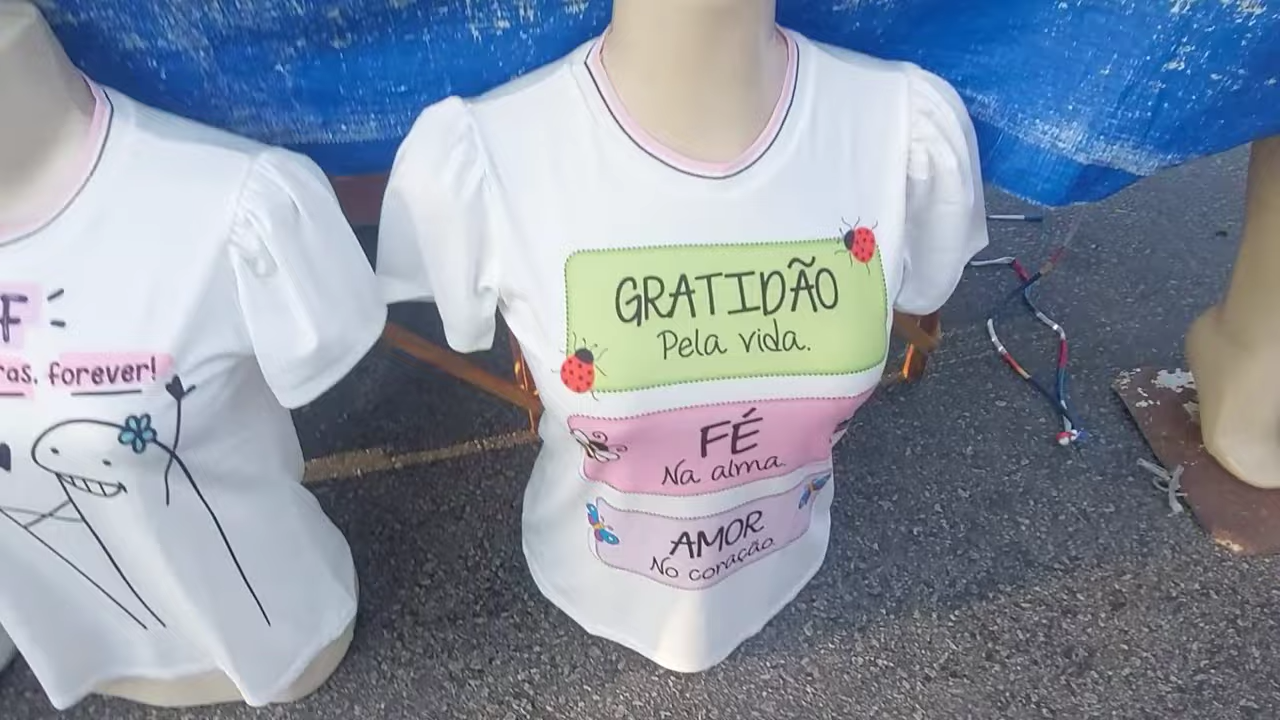 F
forever!
GRATIDÃO
Pela vida.
FÉ
Na alma.
AMOR
No coração.